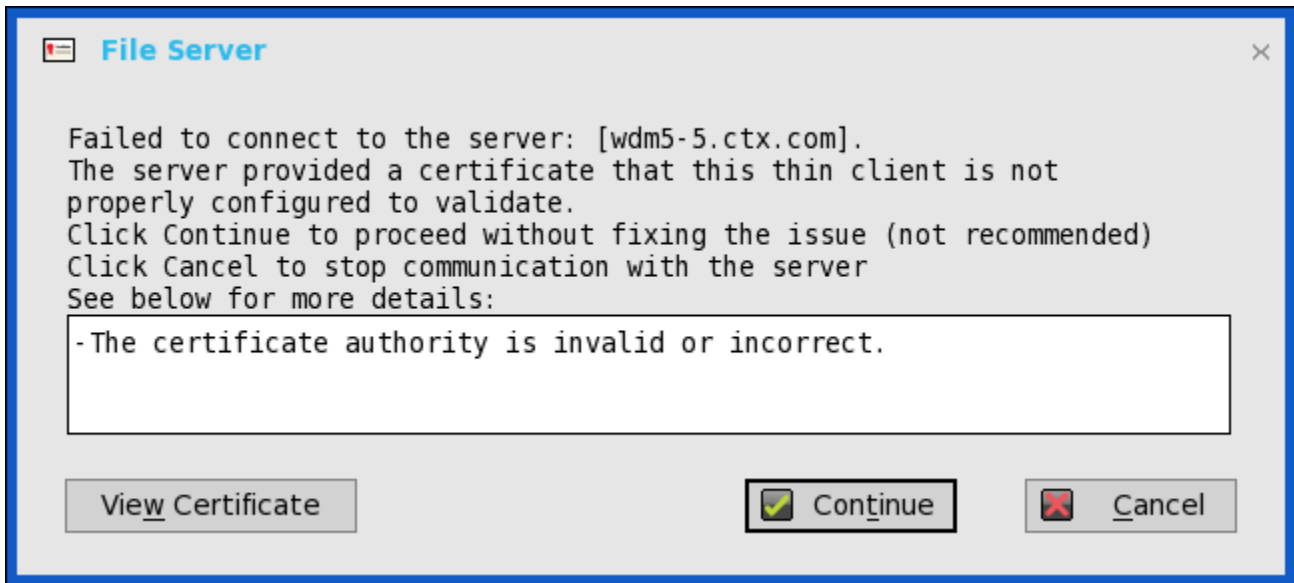 File Server
Failed to connect to the server: [wdm5-5.ctx.com].
The server provided a certificate that this thin client is not
properly configured to validate.
Click Continue to proceed without fixing the issue (not recommended)
Click Cancel to stop communication with the server
See below for more details:
-The certificate authority is invalid or incorrect.
View Certificate
Continue
Cancel